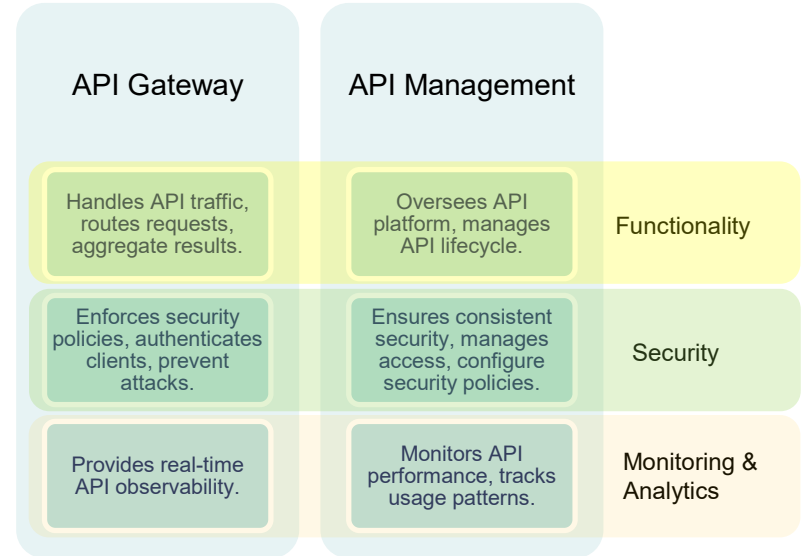 API Gateway
API Management
Handles API traffic,
routes requests,
aggregate results.
Oversees API
platform, manages
API lifecycle.
Functionality
Enforces security
policies, authenticates
clients, prevent
attacks.
Ensures consistent
security, manages
access, configure
security policies.
Security
Provides real-time
API observability.
Monitors API
performance, tracks
usage patterns.
Monitoring &
Analytics